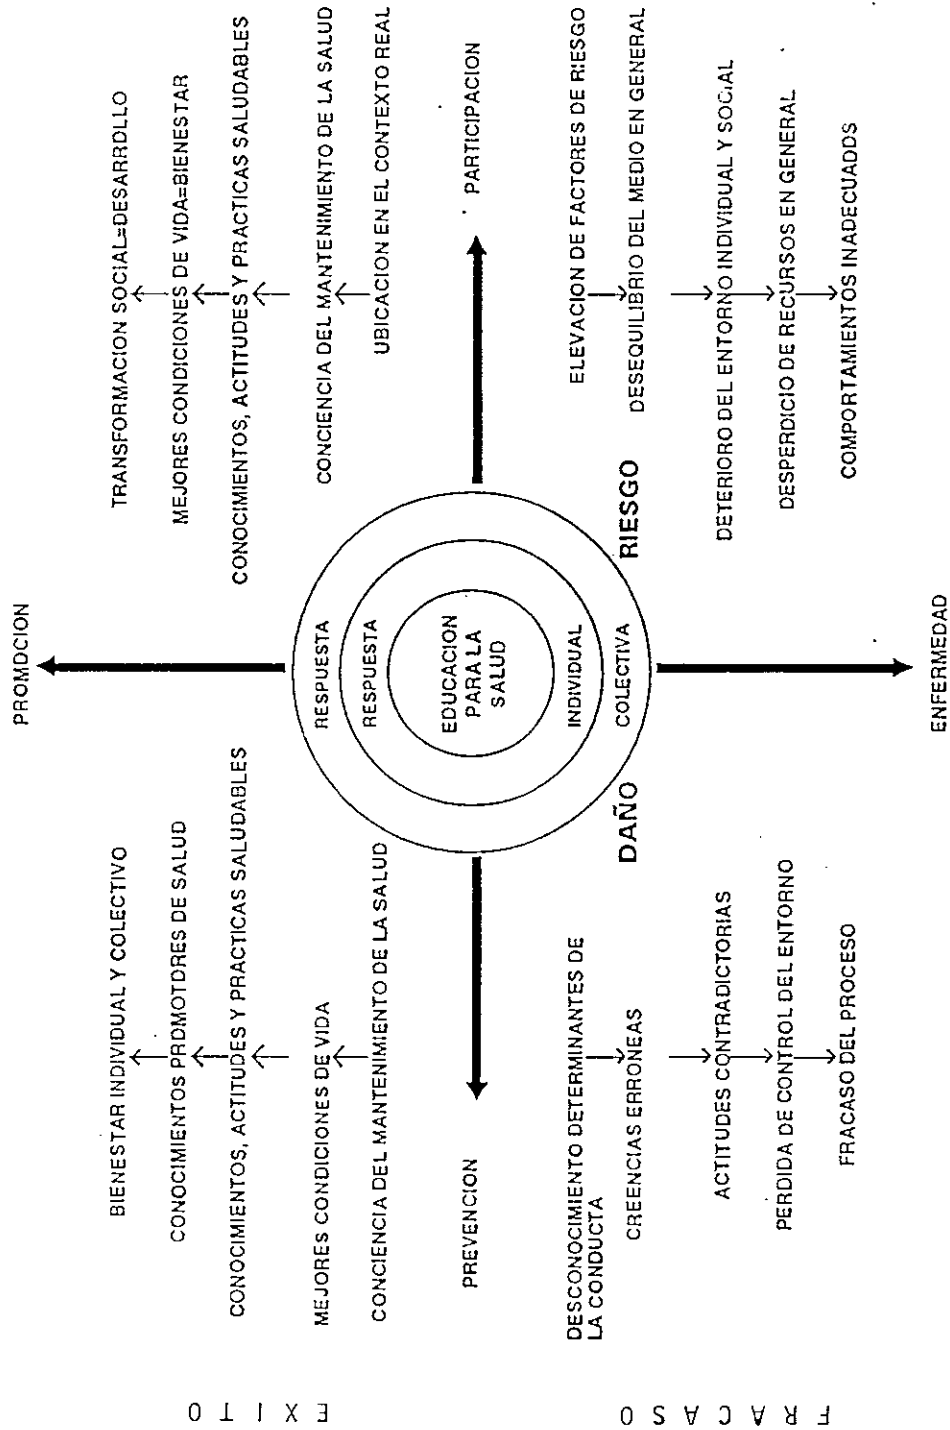 PROMDCION
BIENESTAR INDIVIDUAL Y COLECTIVO
CONOCIMIENTOS PRDMOTDRES DE SALUD
CONOCIMIENTOS, ACTITUDES Y PRACTICAS SALUDABLES
MEJORES CONDICIONES DE VIDA
CONCIENCIA DEL MANTENIMIENTO DE LA SALUD
TRANSFORMACION SOCIAL=DESARRDLLO
MEJORES CONDICIONES DE VIDA=BIENESTAR
CONOCIMIENTOS, ACTITUDES Y PRACTICAS SALUDABLES
CONCIENCIA DEL MANTENIMIENTO DE LA SALUD
UBICACION EN EL CONTEXTO REAL
EXITO
PREVENCION
RESPUESTA
RESPUESTA
EDUCACION
PARA LA
SALUD
INDIVIDUAL
COLECTIVA
PARTICIPACION
DAÑO
RIESGO
DESCONOCIMIENTO DETERMINANTES DE
LA CONDUCTA
CREENCIAS ERRONEAS
ACTITUDES CONTRADICTORIAS
PERDIDA DE CONTROL DEL ENTORNO
FRACASO DEL PROCESO
ELEVACION DE FACTORES DE RIESGO
DESEQUILIBRIO DEL MEDIO EN GENERAL
DETERIORO DEL ENTORNO INDIVIDUAL Y SOCIAL
DESPERDICIO DE RECURSOS EN GENERAL
COMPORTAMIENTOS INADECUADDS
FRACASO
ENFERMEDAD